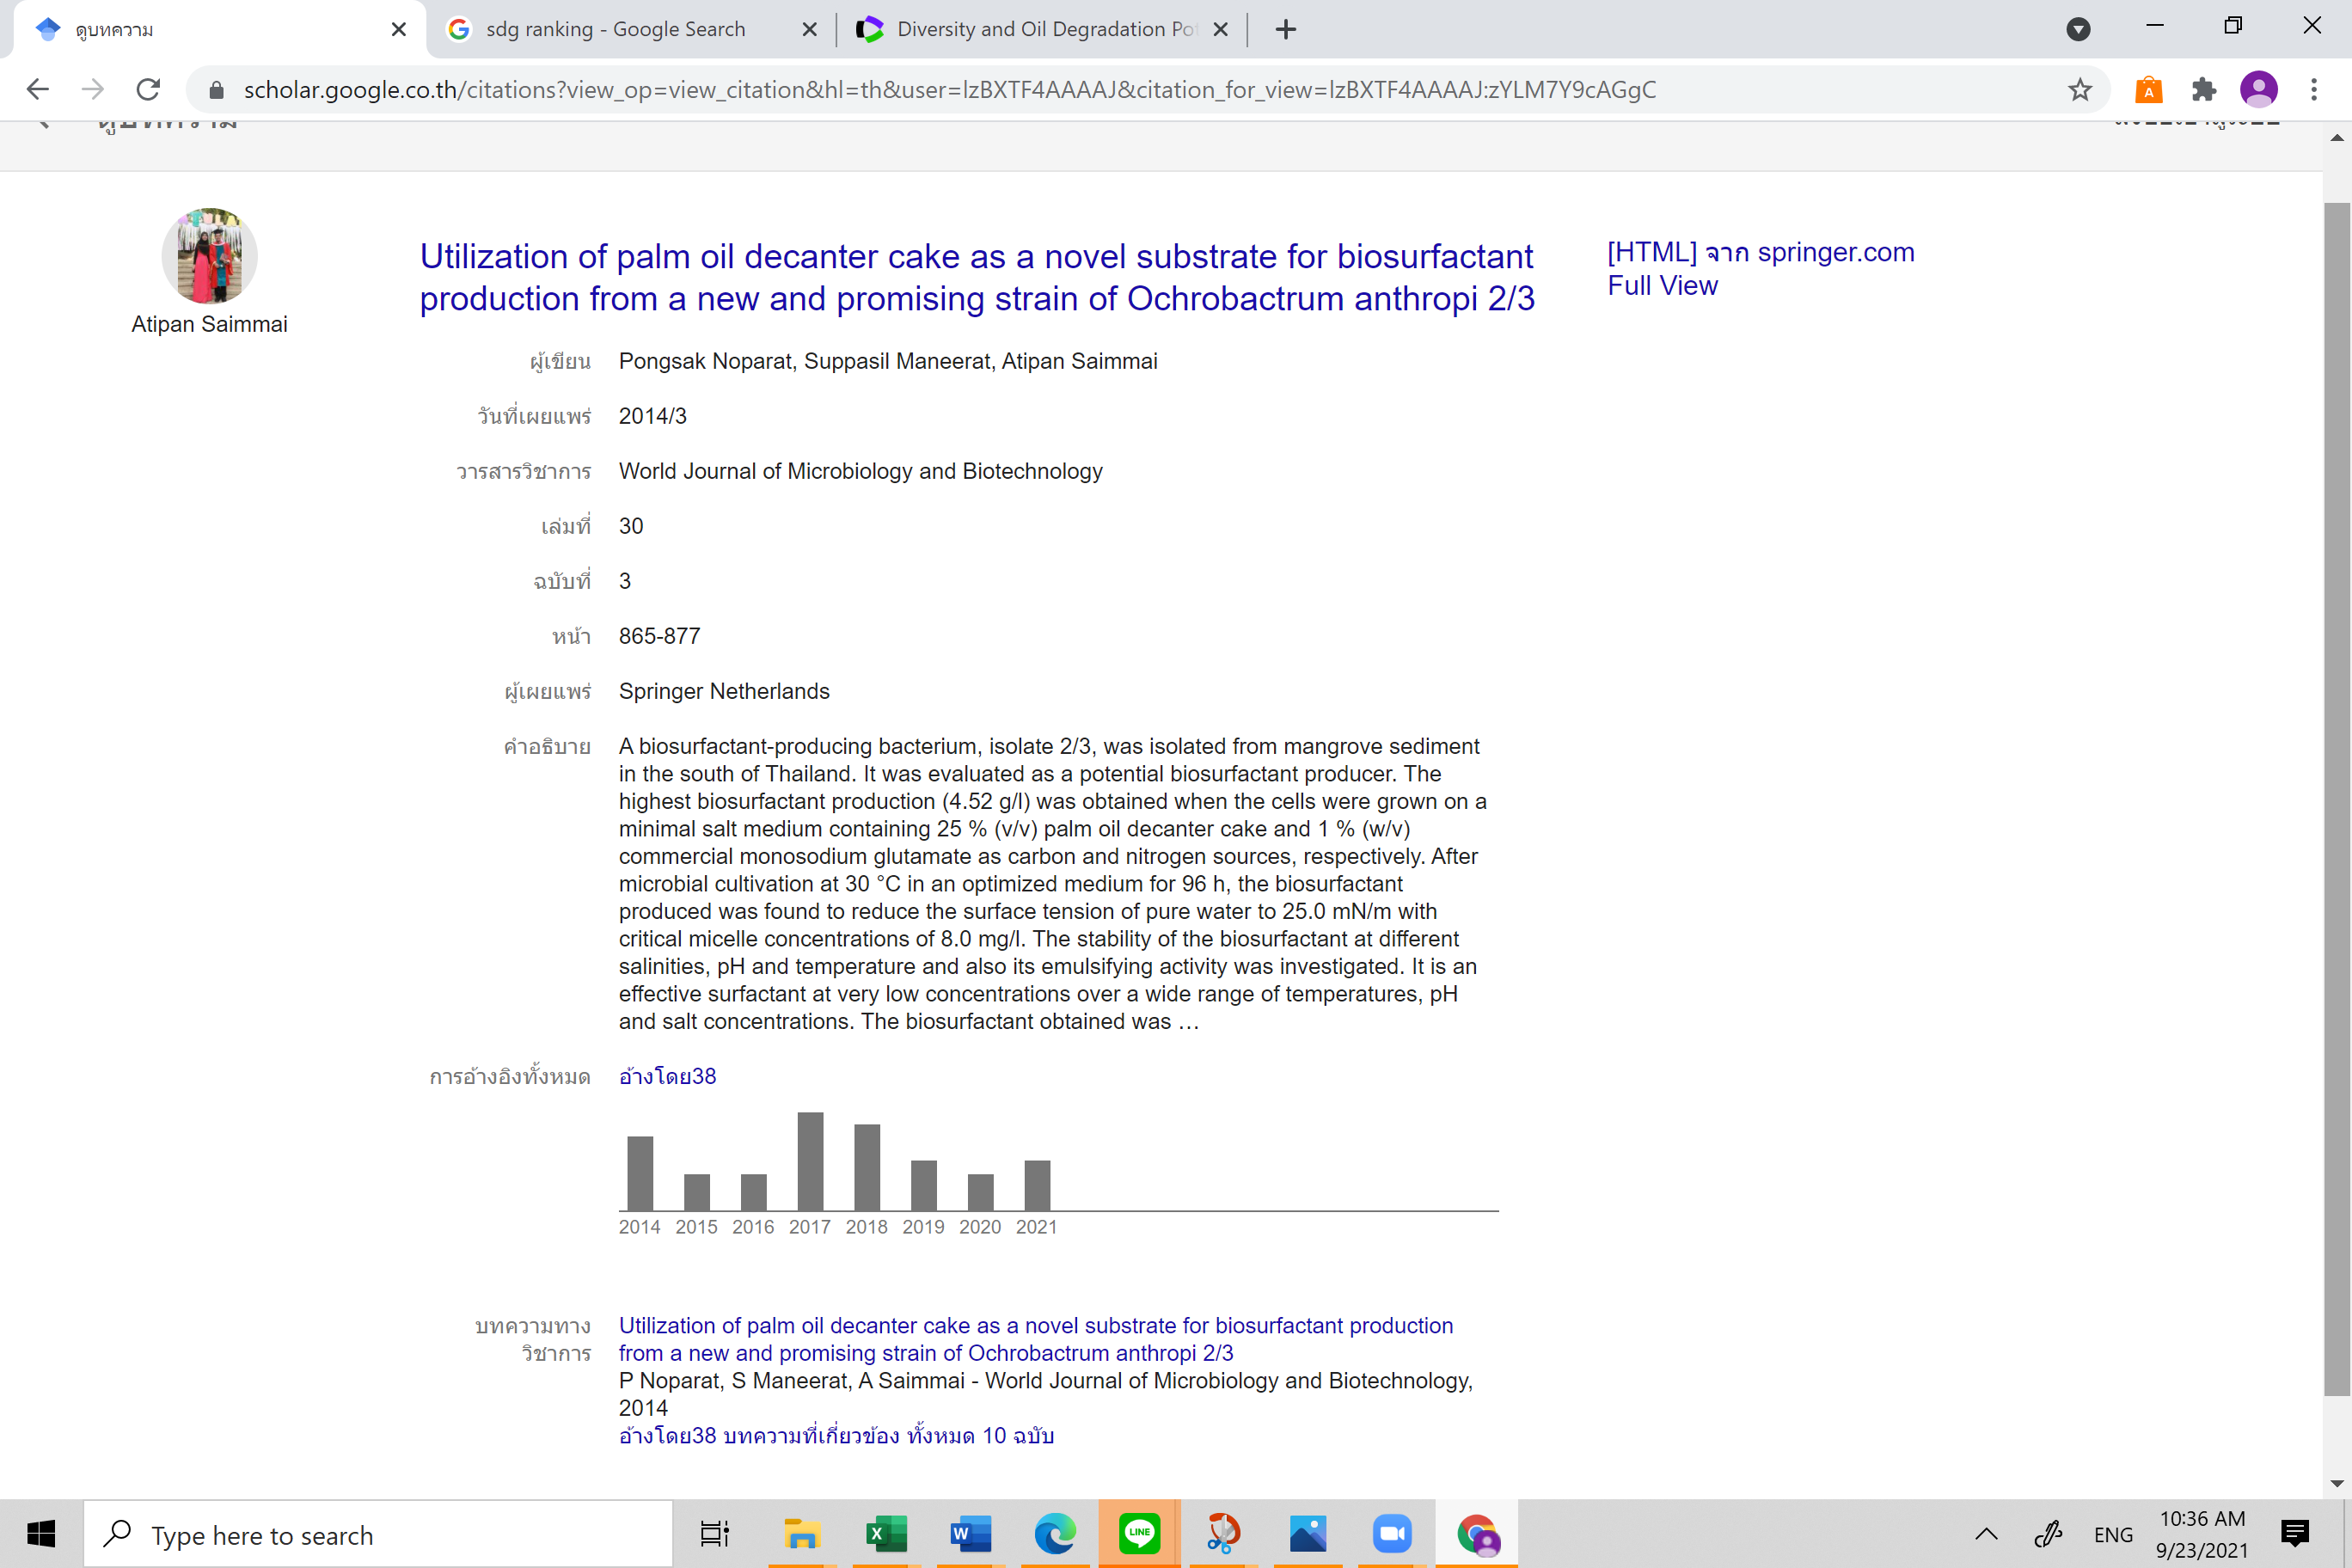 ดูบทความ
sdg ranking - Google Search
Diversity and Oil Degradation Pot
scholar.google.co.th/citations?view_op=view_citation&hl=th&user=lzBXTF4AAAAJ&citation_for_view=lzBXTF4AAAAJ:zYLM7Y9cAGgC
ดูบทความ
Atipan Saimmai
Utilization of palm oil decanter cake as a novel substrate for biosurfactant
production from a new and promising strain of Ochrobactrum anthropi 2/3
[HTML] จาก springer.com
Full View
ผู้เขียน Pongsak Noparat, Suppasil Maneerat, Atipan Saimmai
วันที่เผยแพร่ 2014/3
วารสารวิชาการ World Journal of Microbiology and Biotechnology
เล่มที่ 30
ฉบับที่ 3
หน้า 865-877
ผู้เผยแพร่ Springer Netherlands
คำอธิบาย A biosurfactant-producing bacterium, isolate 2/3, was isolated from mangrove sediment
in the south of Thailand. It was evaluated as a potential biosurfactant producer. The
highest biosurfactant production (4.52 g/l) was obtained when the cells were grown on a
minimal salt medium containing 25 % (v/v) palm oil decanter cake and 1 % (w/v)
commercial monosodium glutamate as carbon and nitrogen sources, respectively. After
microbial cultivation at 30 °C in an optimized medium for 96 h, the biosurfactant
produced was found to reduce the surface tension of pure water to 25.0 mN/m with
critical micelle concentrations of 8.0 mg/l. The stability of the biosurfactant at different
salinities, pH and temperature and also its emulsifying activity was investigated. It is an
effective surfactant at very low concentrations over a wide range of temperatures, pH
and salt concentrations. The biosurfactant obtained was …
การอ้างอิงทั้งหมด อ้างโดย38
2014 2015 2016 2017 2018 2019 2020 2021
บทความทาง
วิชาการ
Utilization of palm oil decanter cake as a novel substrate for biosurfactant production
from a new and promising strain of Ochrobactrum anthropi 2/3
P Noparat, S Maneerat, A Saimmai - World Journal of Microbiology and Biotechnology,
2014
อ้างโดย38 บทความที่เกี่ยวข้อง ทั้งหมด 10 ฉบับ
Type here to search
LINE
ENG
10:36 AM
9/23/2021